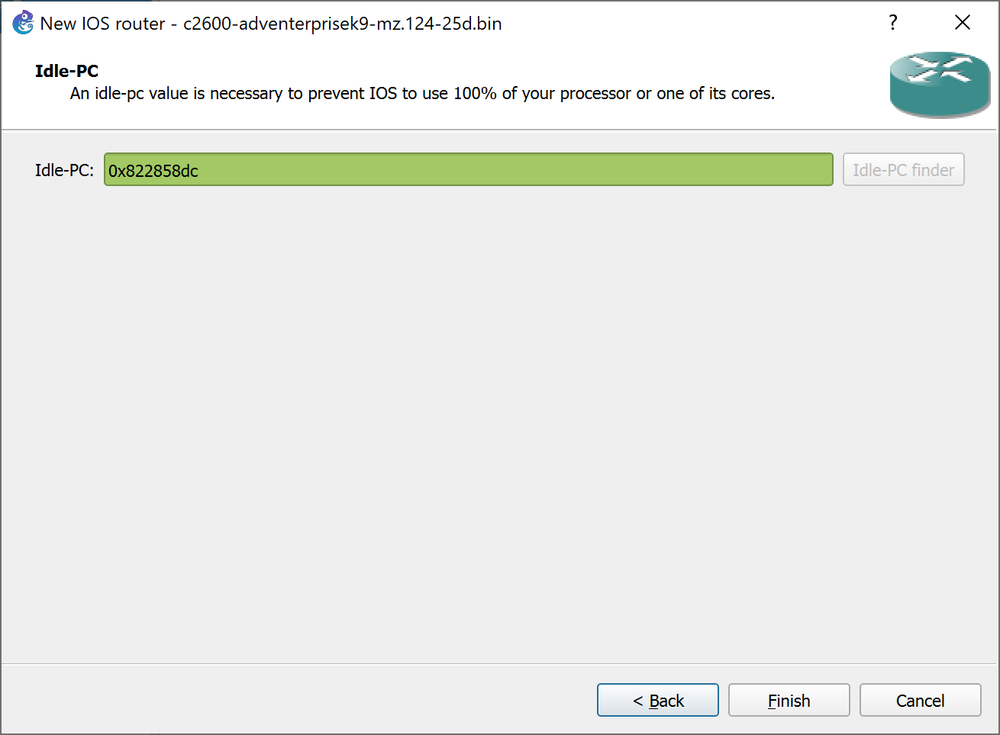 New IOS router - c2600-adventerprisek9-mz.124-25d.bin
?
Idle-PC
An idle-pc value is necessary to prevent IOS to use 100% of your processor or one of its cores.
Idle-PC: 0x822858dc Idle-PC finder
< Back Finish Cancel